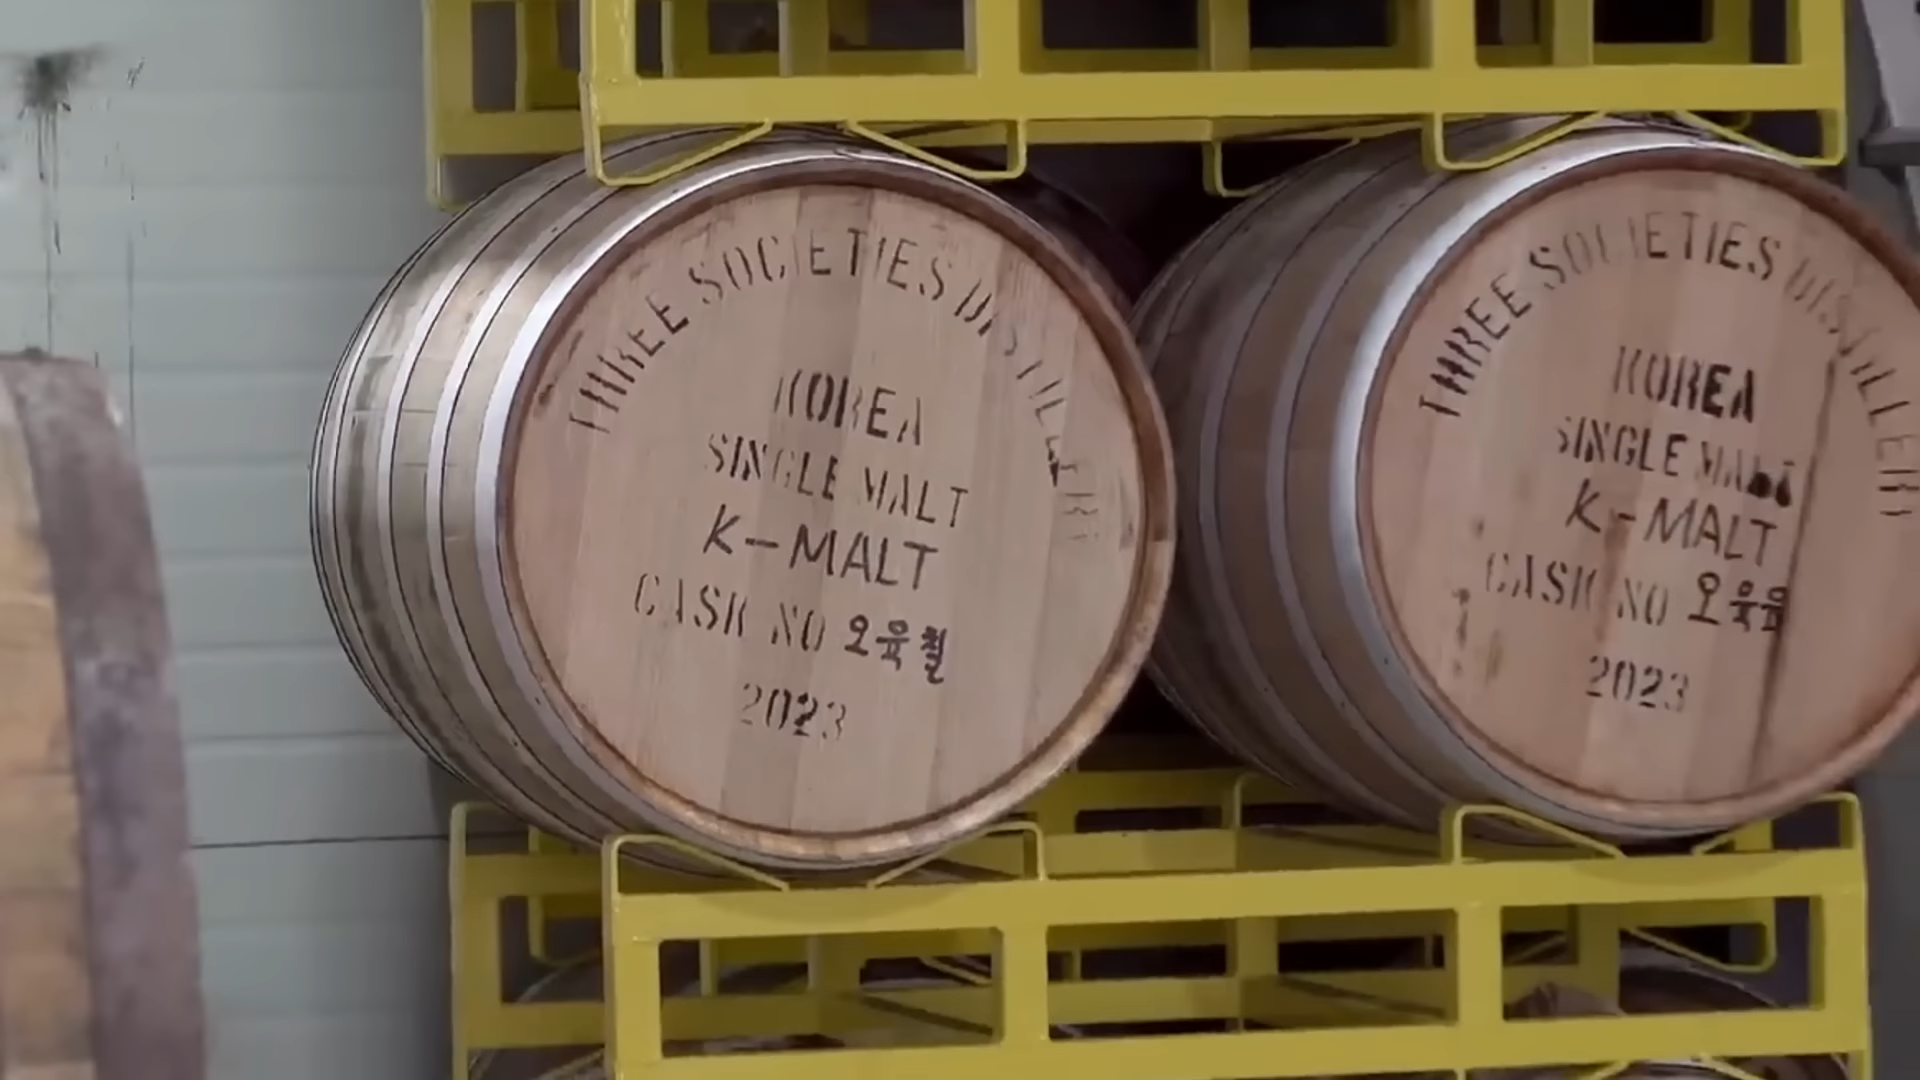 THREE SOCIETIES DISTILLERY
KOREA
SINGLE MALT
K-MALT
CASK NO 오육칠
2023
THREE SOCIETIES DISTILLERY
KOREA
SINGLE MALT
K-MALT
CASK NO 오육육
2023